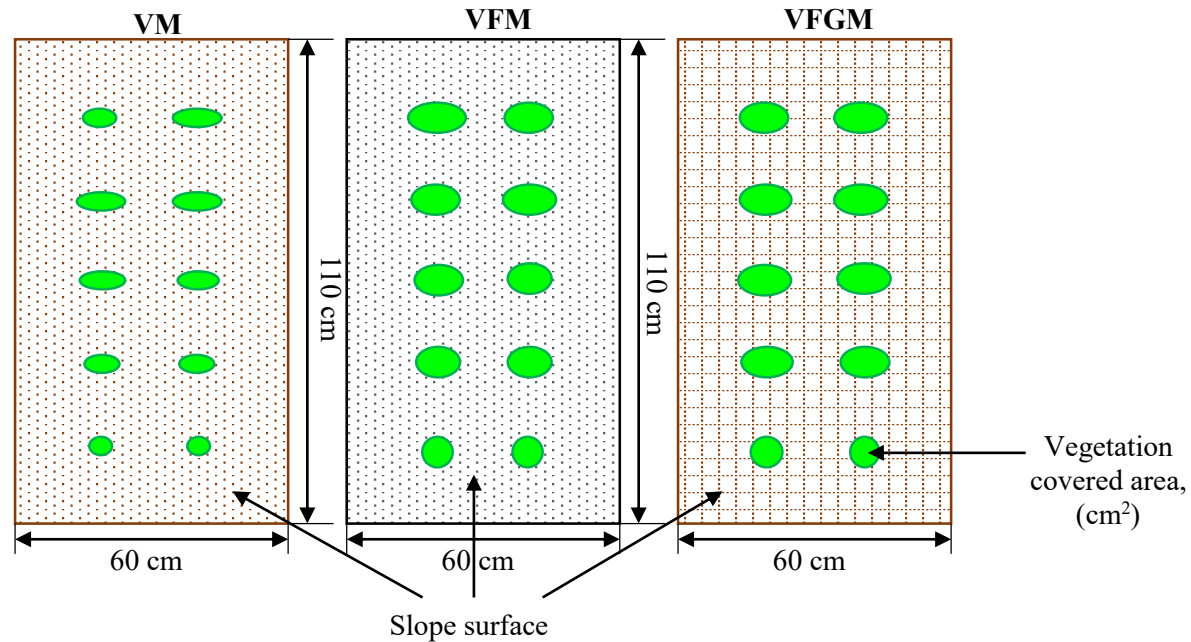 VM
VFM
VFGM
110 cm
110 cm
Vegetation
covered area,
(cm²)
60 cm
60 cm
60 cm
Slope surface